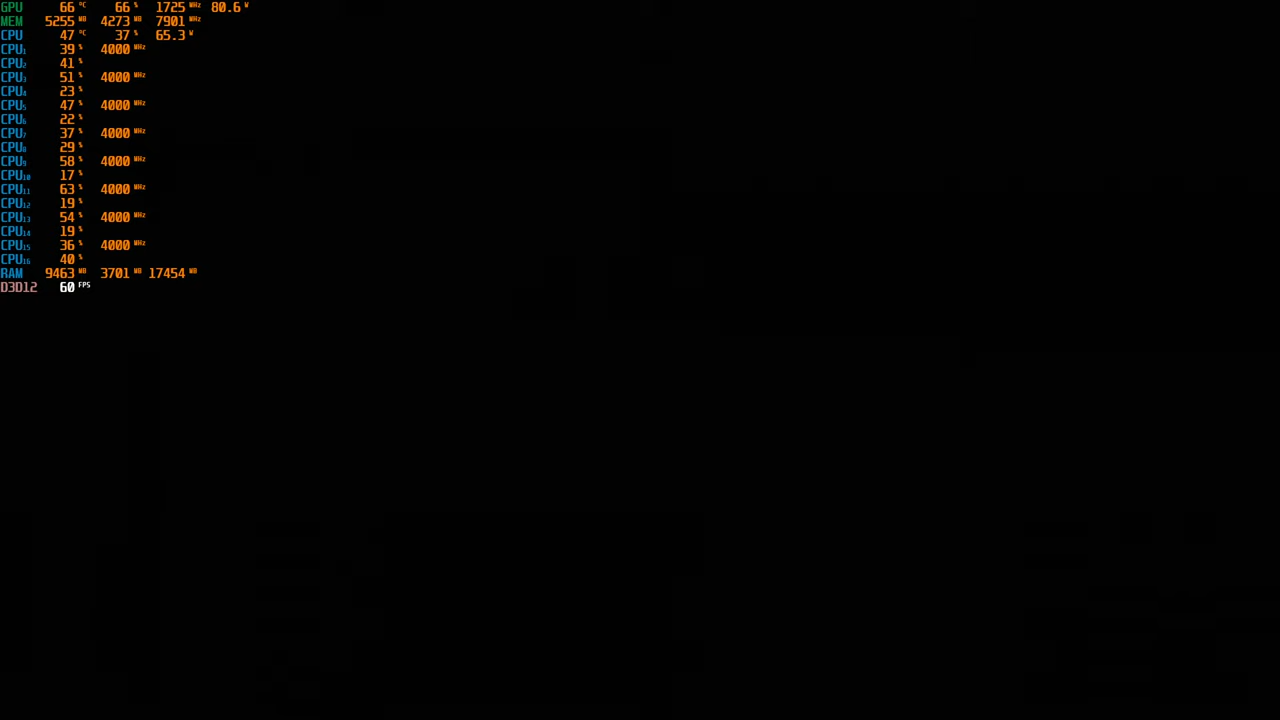 GPU 66 °C 66 % 1725 MHz 80.6 W
MEM 5255 MB 4273 MB 7901 MHz
CPU 47 °C 37 % 65.3 W
CPU1 39 % 4000 MHz
CPU2 41 %
CPU3 51 % 4000 MHz
CPU4 23 %
CPU5 47 % 4000 MHz
CPU6 22 %
CPU7 37 % 4000 MHz
CPU8 29 %
CPU9 58 % 4000 MHz
CPU10 17 %
CPU11 63 % 4000 MHz
CPU12 19 %
CPU13 54 % 4000 MHz
CPU14 19 %
CPU15 36 % 4000 MHz
CPU16 40 %
RAM 9463 MB 3701 MB 17454 MB
D3D12 60 FPS